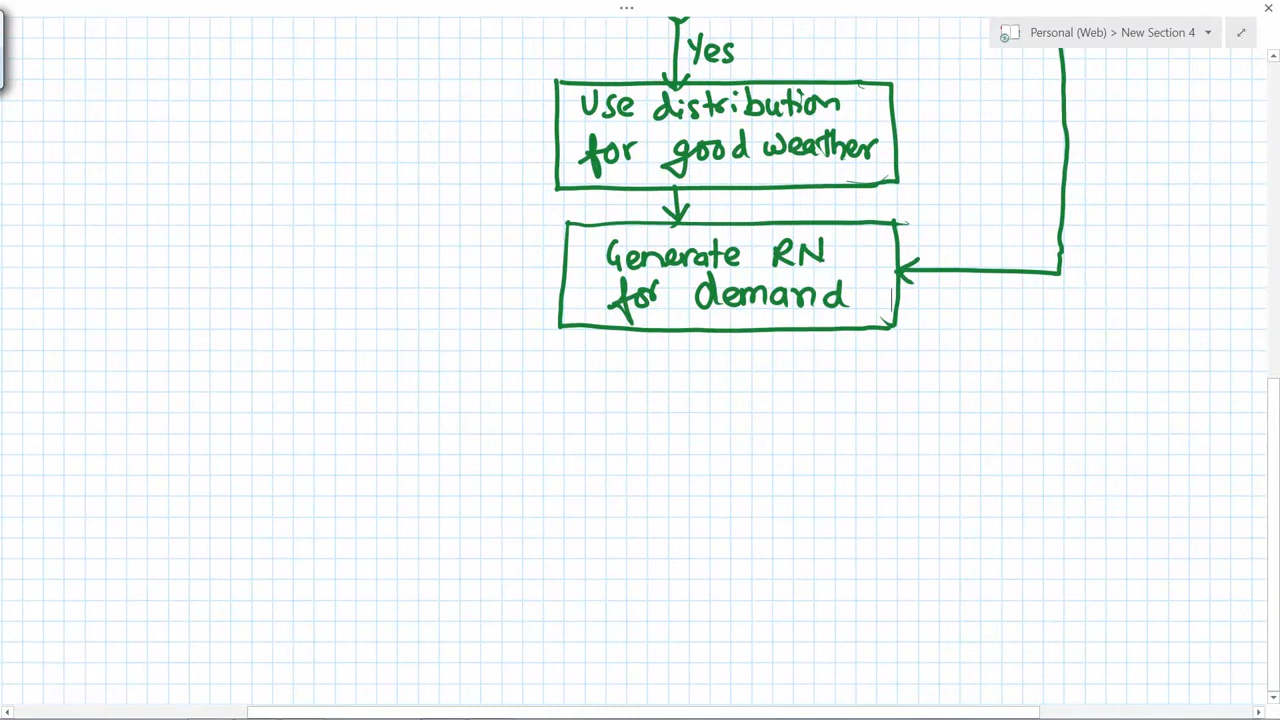 Personal (Web) > New Section 4
Yes
Use distribution
for good weather
Generate RN
for demand